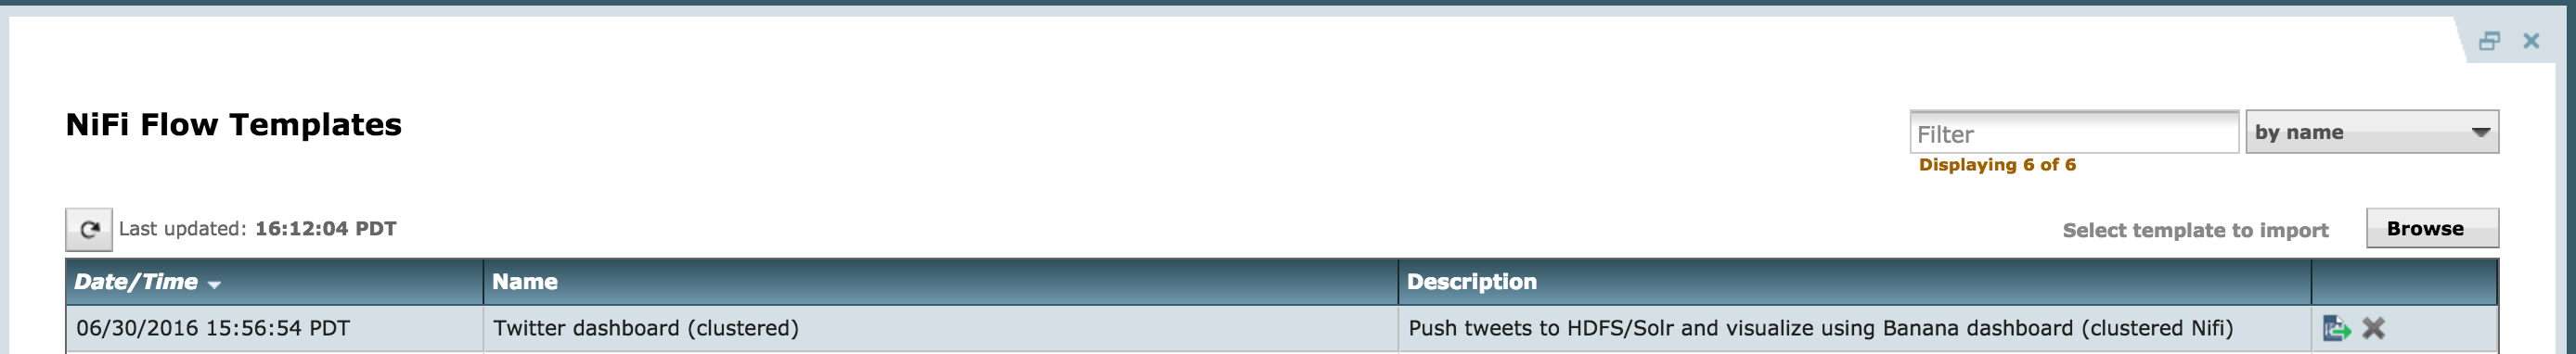 NiFi Flow Templates
Filter
by name
Displaying 6 of 6
Last updated: 16:12:04 PDT
Select template to import
Browse
Date/Time Name Description
06/30/2016 15:56:54 PDT Twitter dashboard (clustered) Push tweets to HDFS/Solr and visualize using Banana dashboard (clustered Nifi)